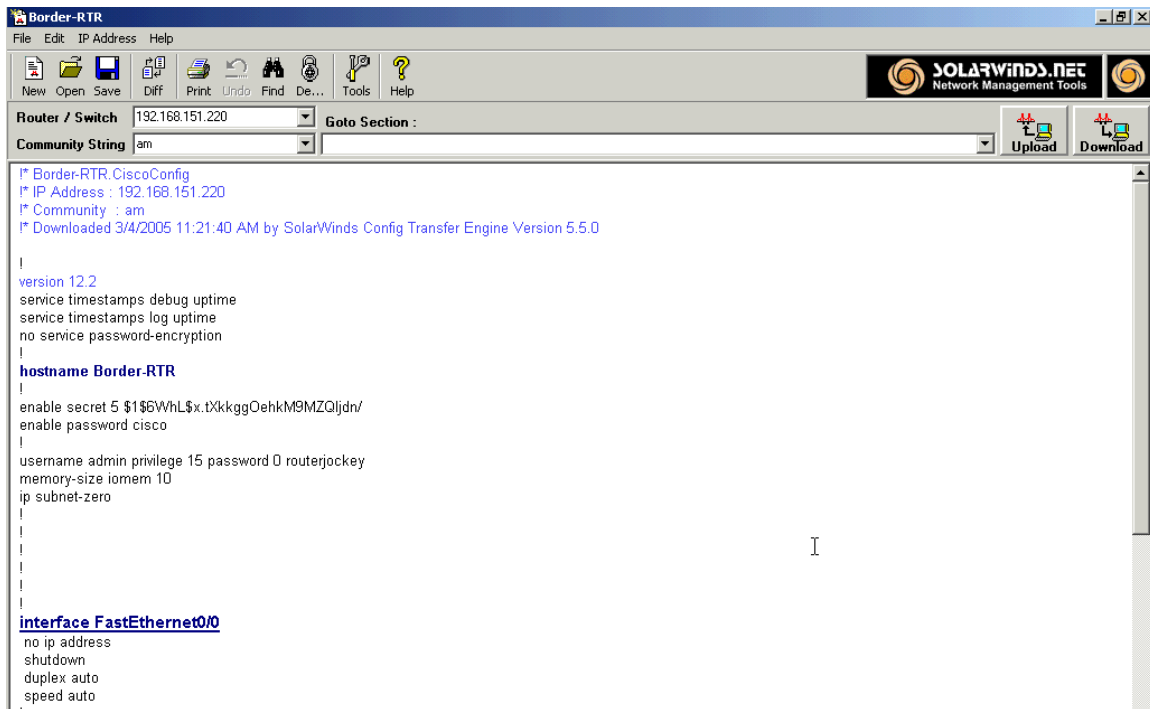 Border-RTR
File Edit IP Address Help
New Open Save Diff Print Undo Find De... Tools Help
SOLARWINDS.NET
Network Management Tools
Router / Switch 192.168.151.220 Goto Section :
Community String am Upload Download
!* Border-RTR.CiscoConfig
!* IP Address : 192.168.151.220
!* Community : am
!* Downloaded 3/4/2005 11:21:40 AM by SolarWinds Config Transfer Engine Version 5.5.0
!
version 12.2
service timestamps debug uptime
service timestamps log uptime
no service password-encryption
!
hostname Border-RTR
!
enable secret 5 $1$6WhL$x.tXkkggOehkM9MZQljdn/
enable password cisco
!
username admin privilege 15 password 0 routerjockey
memory-size iomem 10
ip subnet-zero
!
!
!
!
!
!
interface FastEthernet0/0
no ip address
shutdown
duplex auto
speed auto